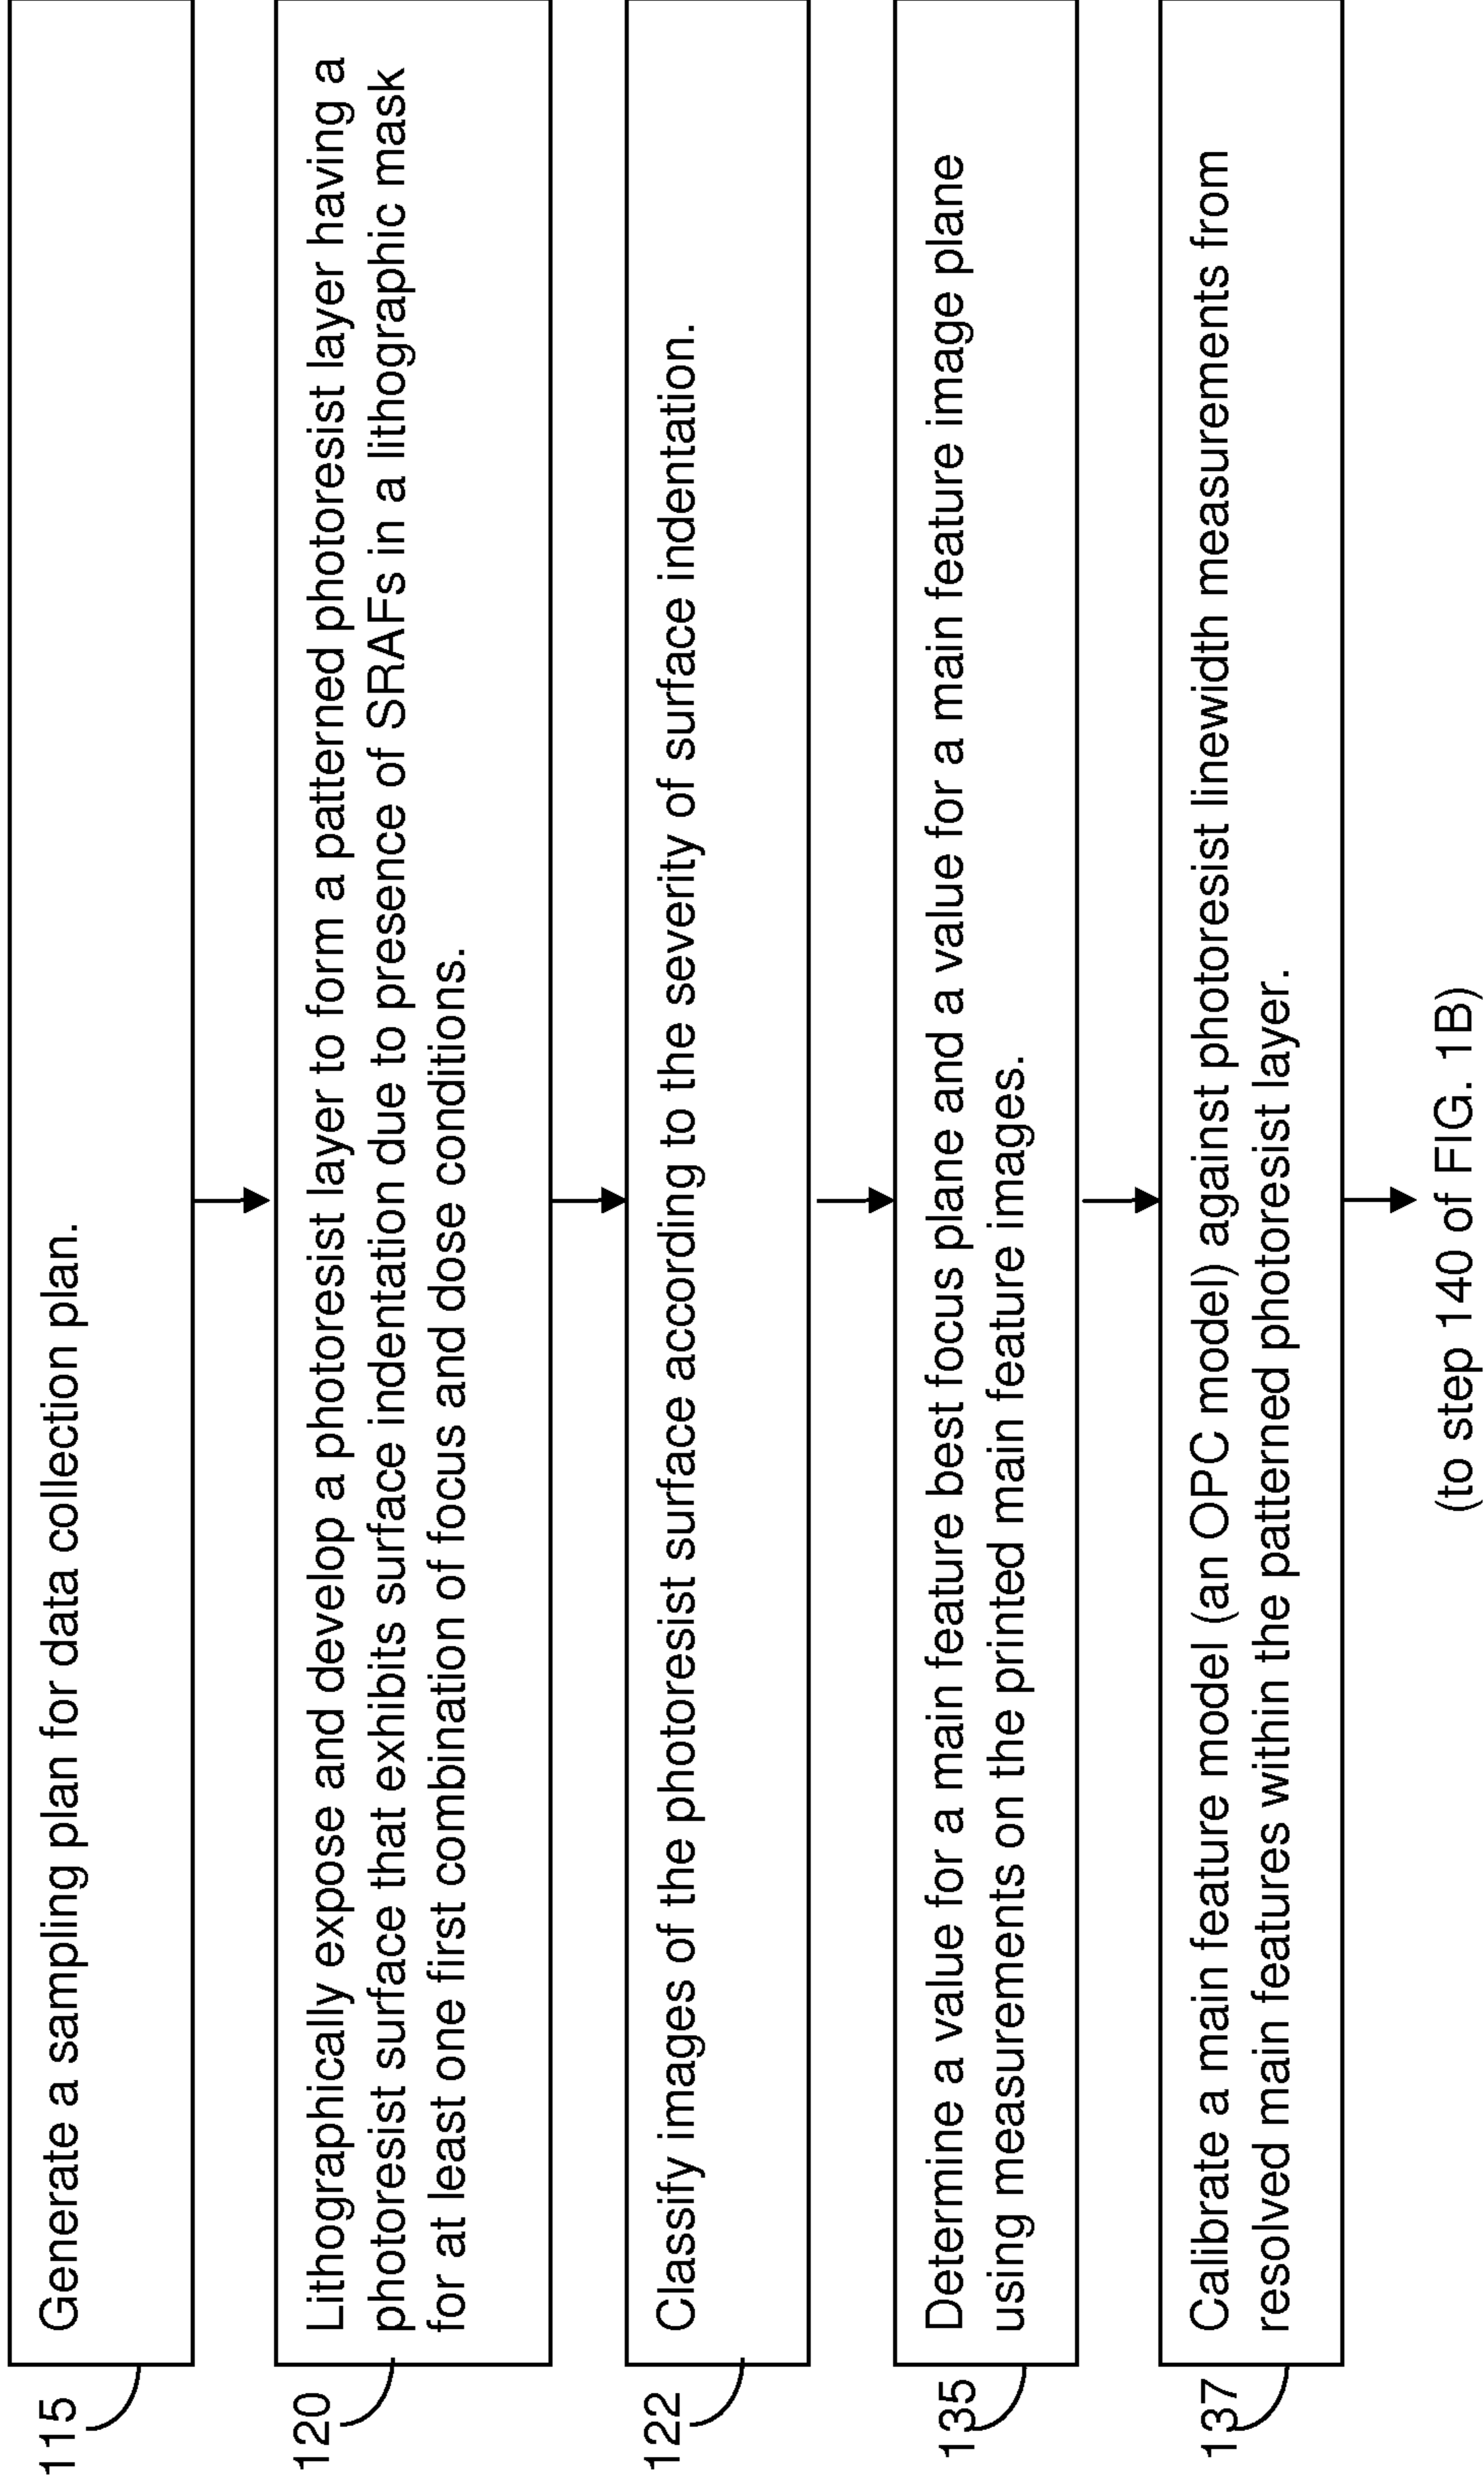 115
Generate a sampling plan for data collection plan.
120
Lithographically expose and develop a photoresist layer to form a patterned photoresist layer having a
photoresist surface that exhibits surface indentation due to presence of SRAFs in a lithographic mask
for at least one first combination of focus and dose conditions.
122
Classify images of the photoresist surface according to the severity of surface indentation.
135
Determine a value for a main feature best focus plane and a value for a main feature image plane
using measurements on the printed main feature images.
137
Calibrate a main feature model (an OPC model) against photoresist linewidth measurements from
resolved main features within the patterned photoresist layer.
(to step 140 of FIG. 1B)